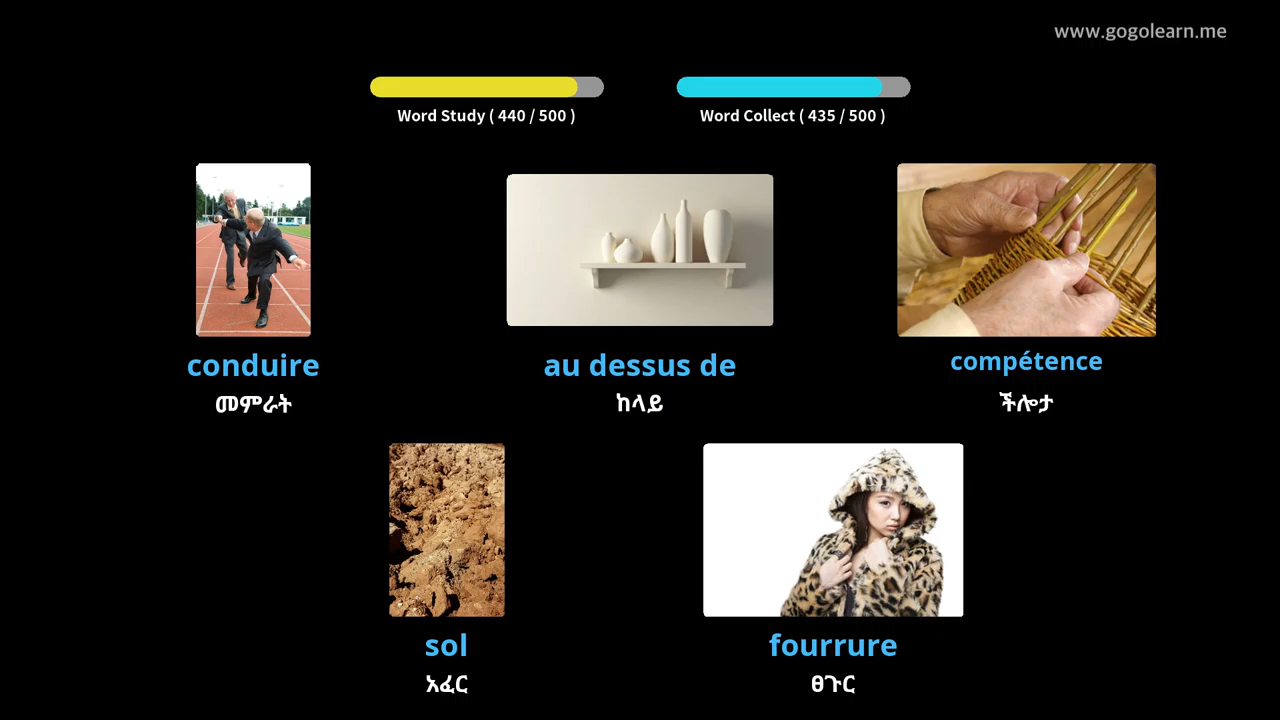 www.gogolearn.me
Word Study ( 440 / 500 )
Word Collect ( 435 / 500 )
conduire
መምራት
au dessus de
ከላይ
compétence
ችሎታ
sol
አፈር
fourrure
ፀጉር